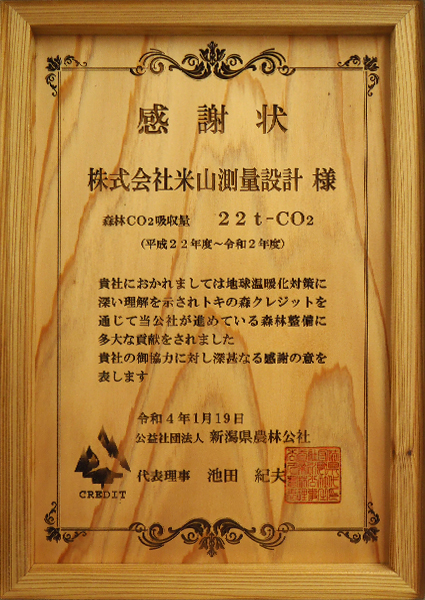 感謝状
株式会社米山測量設計 様
森林CO2吸収量 22t-CO2
(平成22年度~令和2年度)
貴社におかれましては地球温暖化対策に
深い理解を示されトキの森クレジットを
通じて当公社が進めている森林整備に
多大な貢献をされました
貴社の御協力に対し深甚なる感謝の意を
表します
令和4年1月19日
公益社団法人 新潟県農林公社
代表理事 池田 紀夫
CREDIT